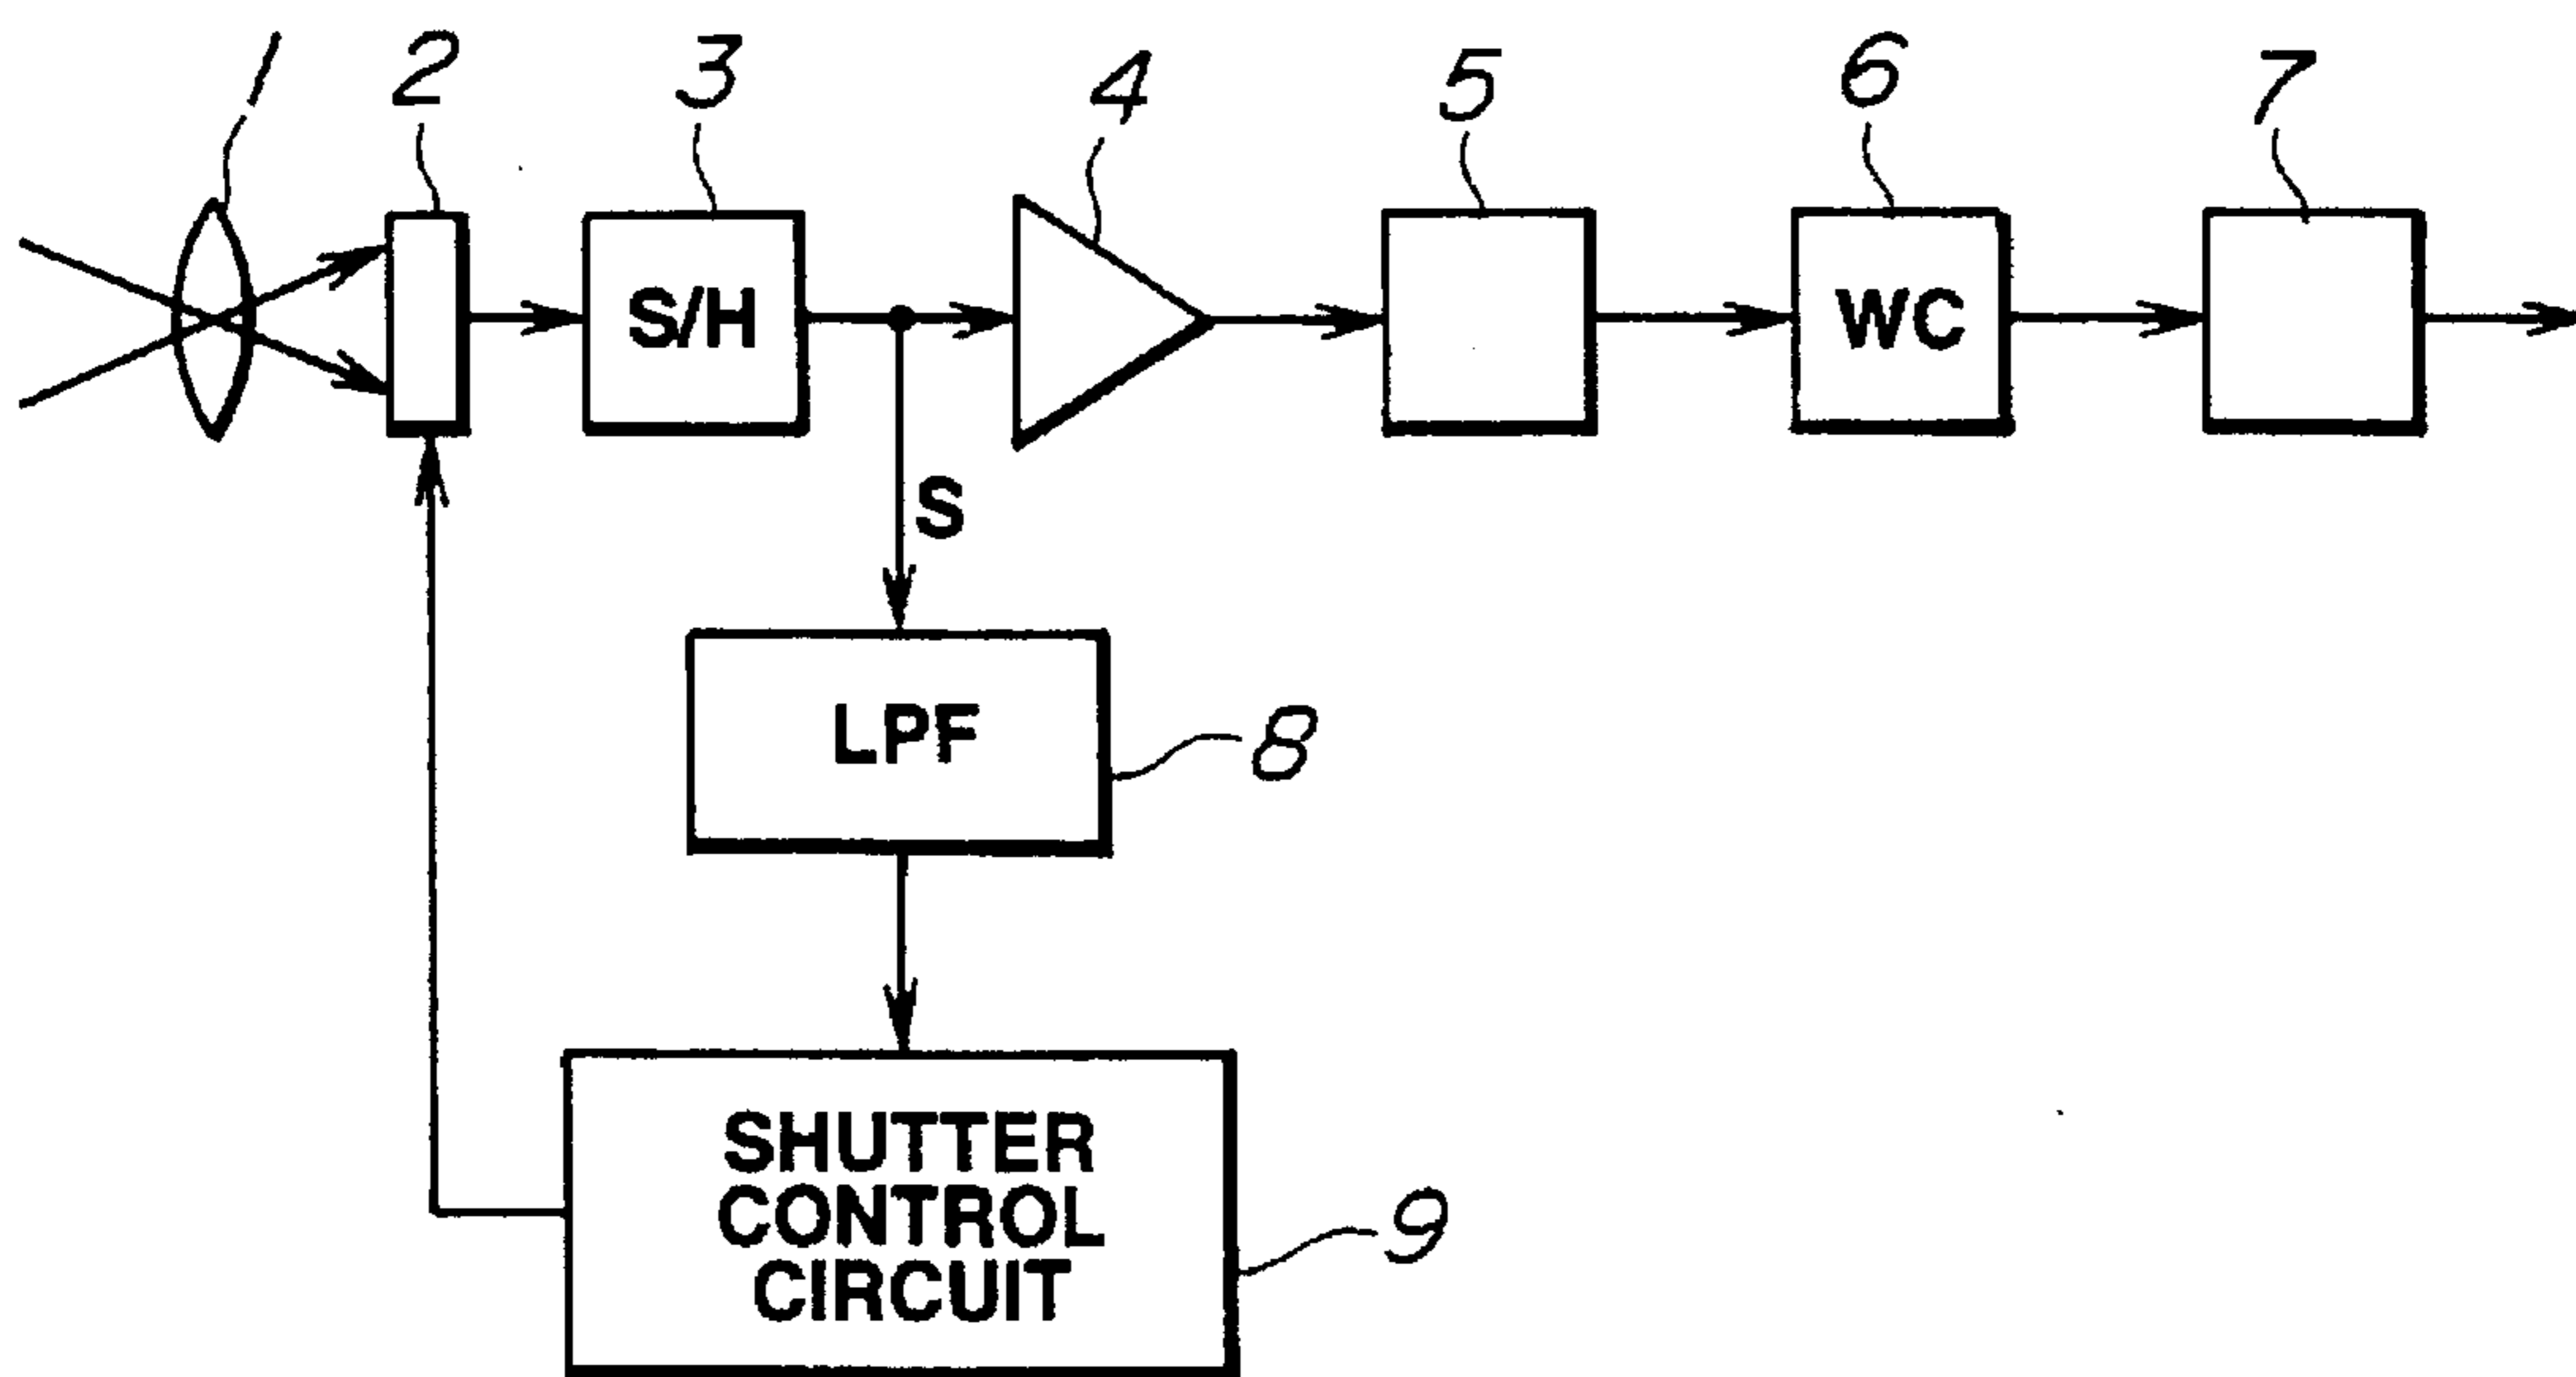 1 2 3 4 5 6 7
S/H WC
S
LPF
8
SHUTTER
CONTROL
CIRCUIT
9